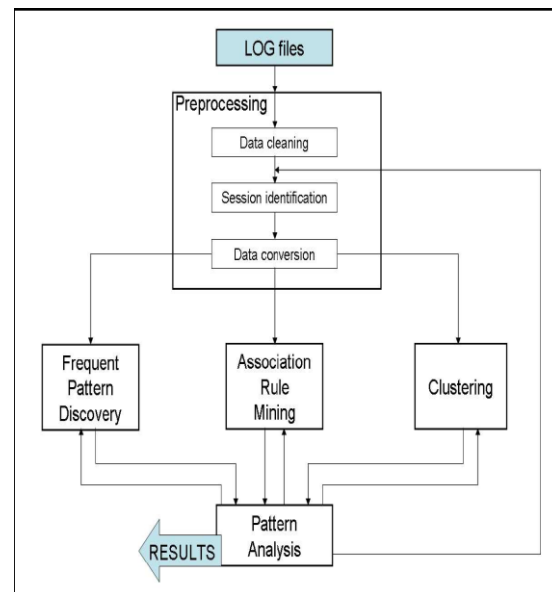 LOG files
Preprocessing
Data cleaning
Session identification
Data conversion
Frequent
Pattern
Discovery
Association
Rule
Mining
Clustering
Pattern
Analysis
RESULTS